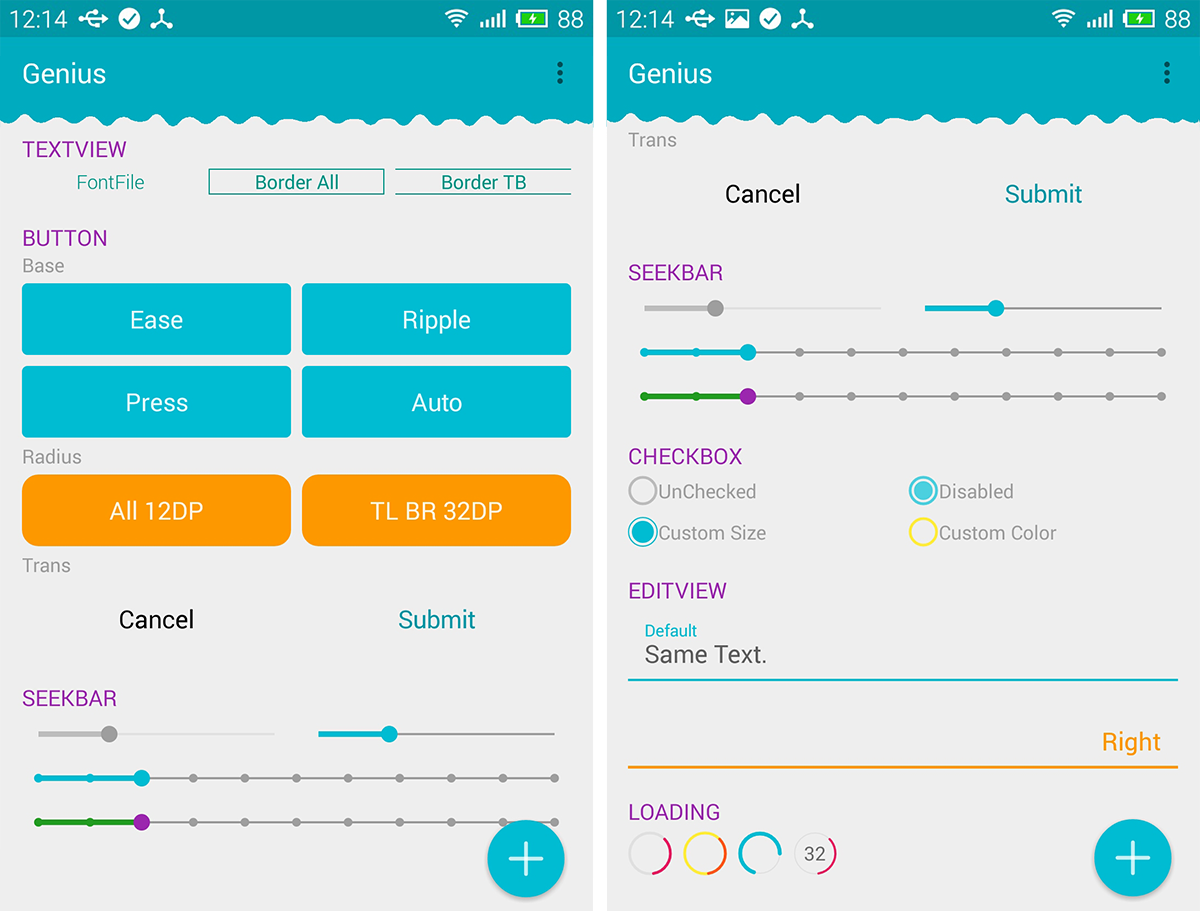 12:14 88
Genius
TEXTVIEW
FontFile Border All Border TB
BUTTON
Base
Ease Ripple
Press Auto
Radius
All 12DP TL BR 32DP
Trans
Cancel Submit
SEEKBAR
12:14 88
Genius
Trans
Cancel Submit
SEEKBAR
CHECKBOX
UnChecked Disabled
Custom Size Custom Color
EDITVIEW
Default
Same Text.
Right
LOADING
32